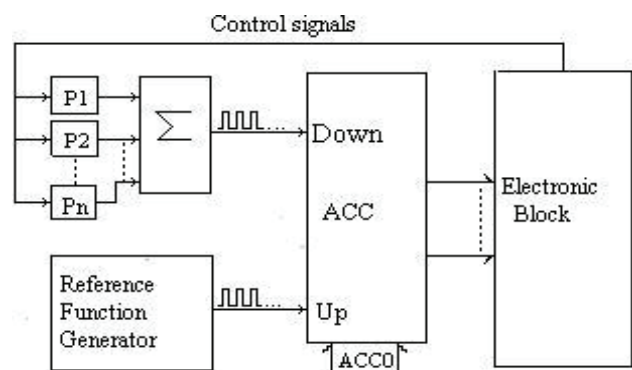 Control signals
P1
P2
Pn
Σ
...
Down
ACC
Electronic
Block
Reference
Function
Generator
...
Up
ACC0